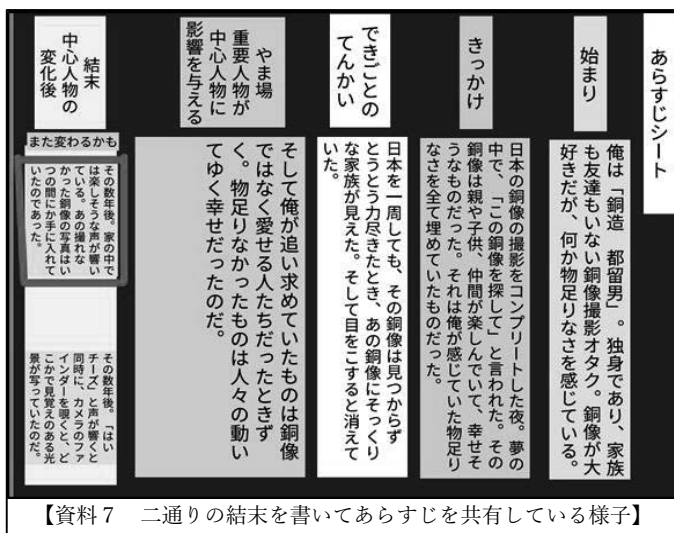 あらすじシート
始まり
俺は「銅造　都留男」。独身であり、家族
も友達もいない銅像撮影オタク。銅像が大
好きだが、何か物足りなさを感じている。
きっかけ
日本の銅像の撮影をコンプリートした夜。夢の
中で、「この銅像を探して」と言われた。その
銅像は親や子供、仲間が楽しんでいて、幸せそ
うなものだった。それは俺が感じていた物足り
なさを全て埋めていたものだった。
できごとの
てんかい
日本を一周しても、その銅像は見つからず
とうとう力尽きたとき、あの銅像にそっくり
な家族が見えた。そして目をこすると消えて
いた。
やま場
重要人物が
中心人物に
影響を与える
そして俺が追い求めていたものは銅像
ではなく愛せる人たちだったときず
く。物足りなかったものは人々の動い
てゆく幸せだったのだ。
結末
中心人物の
変化後
また変わるかも
その数年後。家の中で
は楽しそうな声が響い
ている。あの撮れな
かった銅像の写真はい
つの間にか手に入れて
いたのであった。
その数年後。「はい
チーズ」と声が響くと
同時に、カメラのファ
インダーを覗くと、ど
こかで見覚えのある光
景が写っていたのだ。
【資料７　二通りの結末を書いてあらすじを共有している様子】